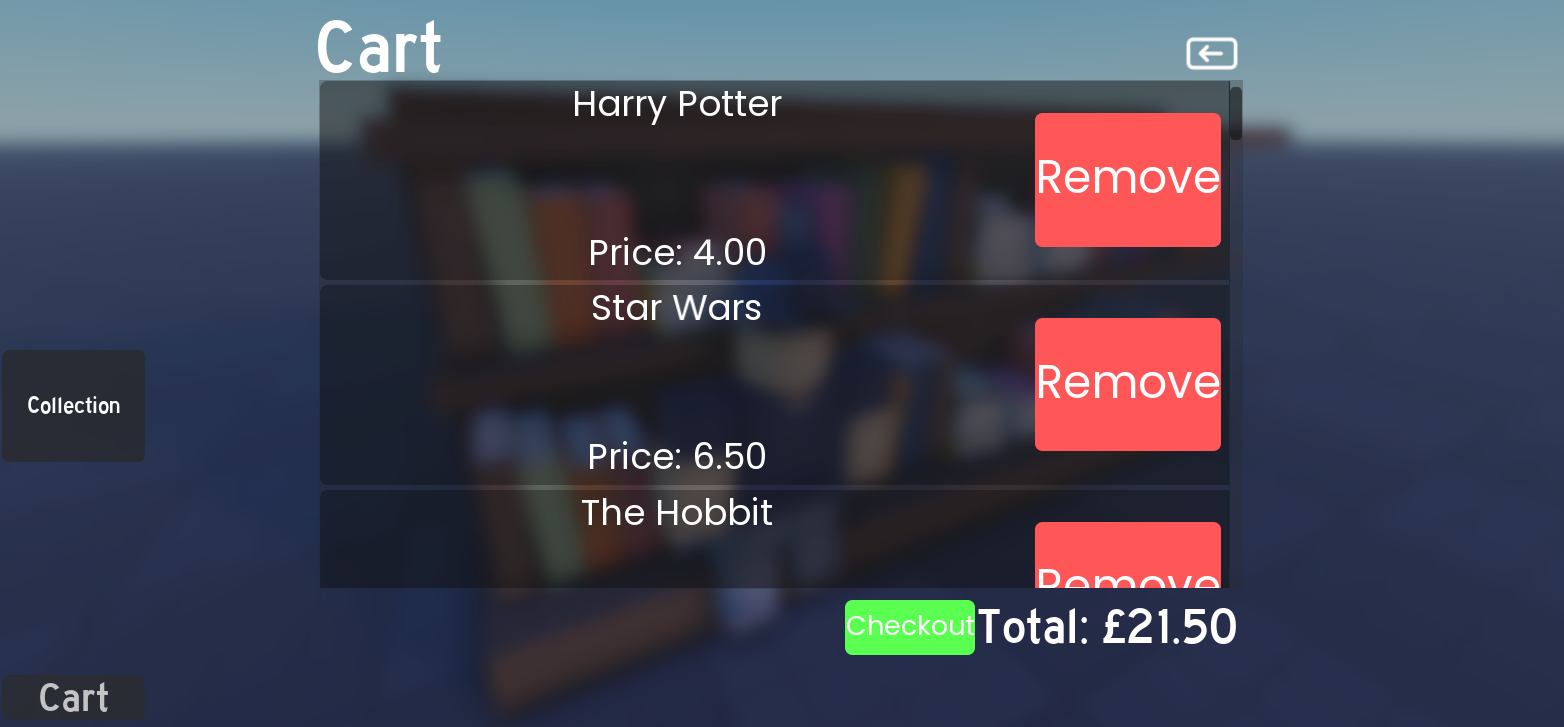 Cart
Harry Potter
Remove
Price: 4.00
Star Wars
Remove
Price: 6.50
The Hobbit
Remove
Collection
Checkout
Total: £21.50
Cart